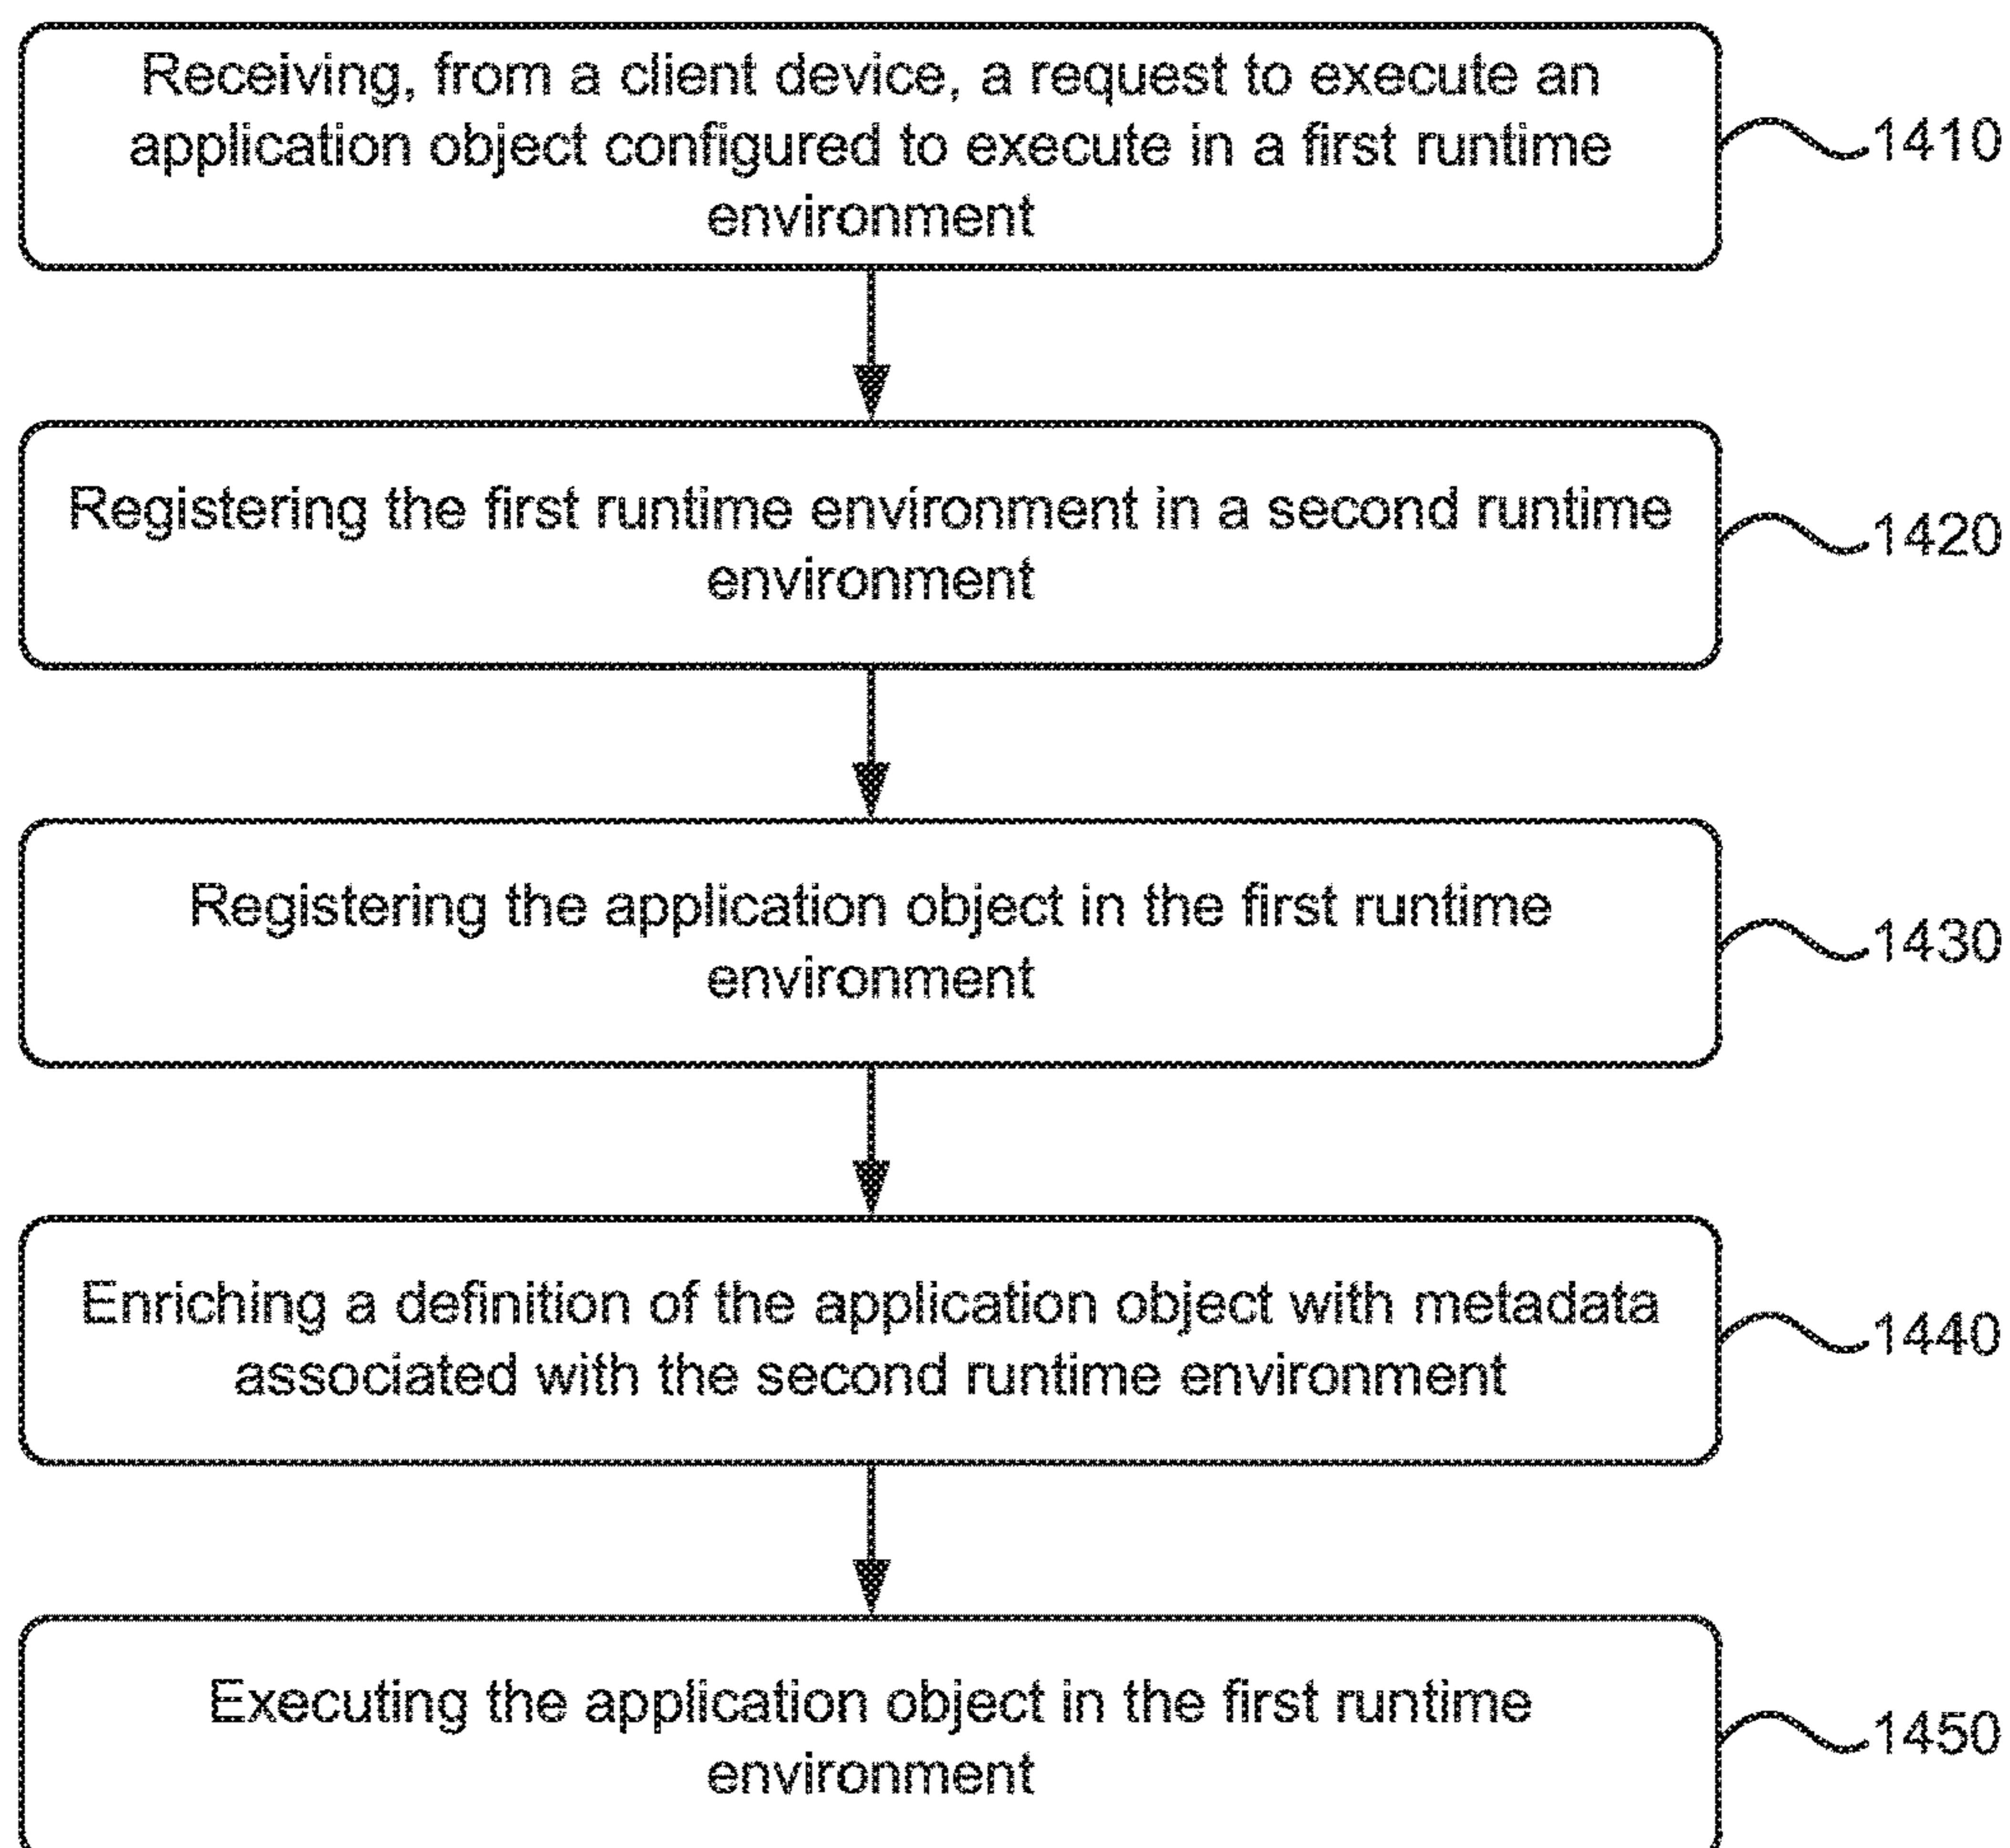 Receiving, from a client device, a request to execute an
application object configured to execute in a first runtime
environment
1410
Registering the first runtime environment in a second runtime
environment
1420
Registering the application object in the first runtime
environment
1430
Enriching a definition of the application object with metadata
associated with the second runtime environment
1440
Executing the application object in the first runtime
environment
1450